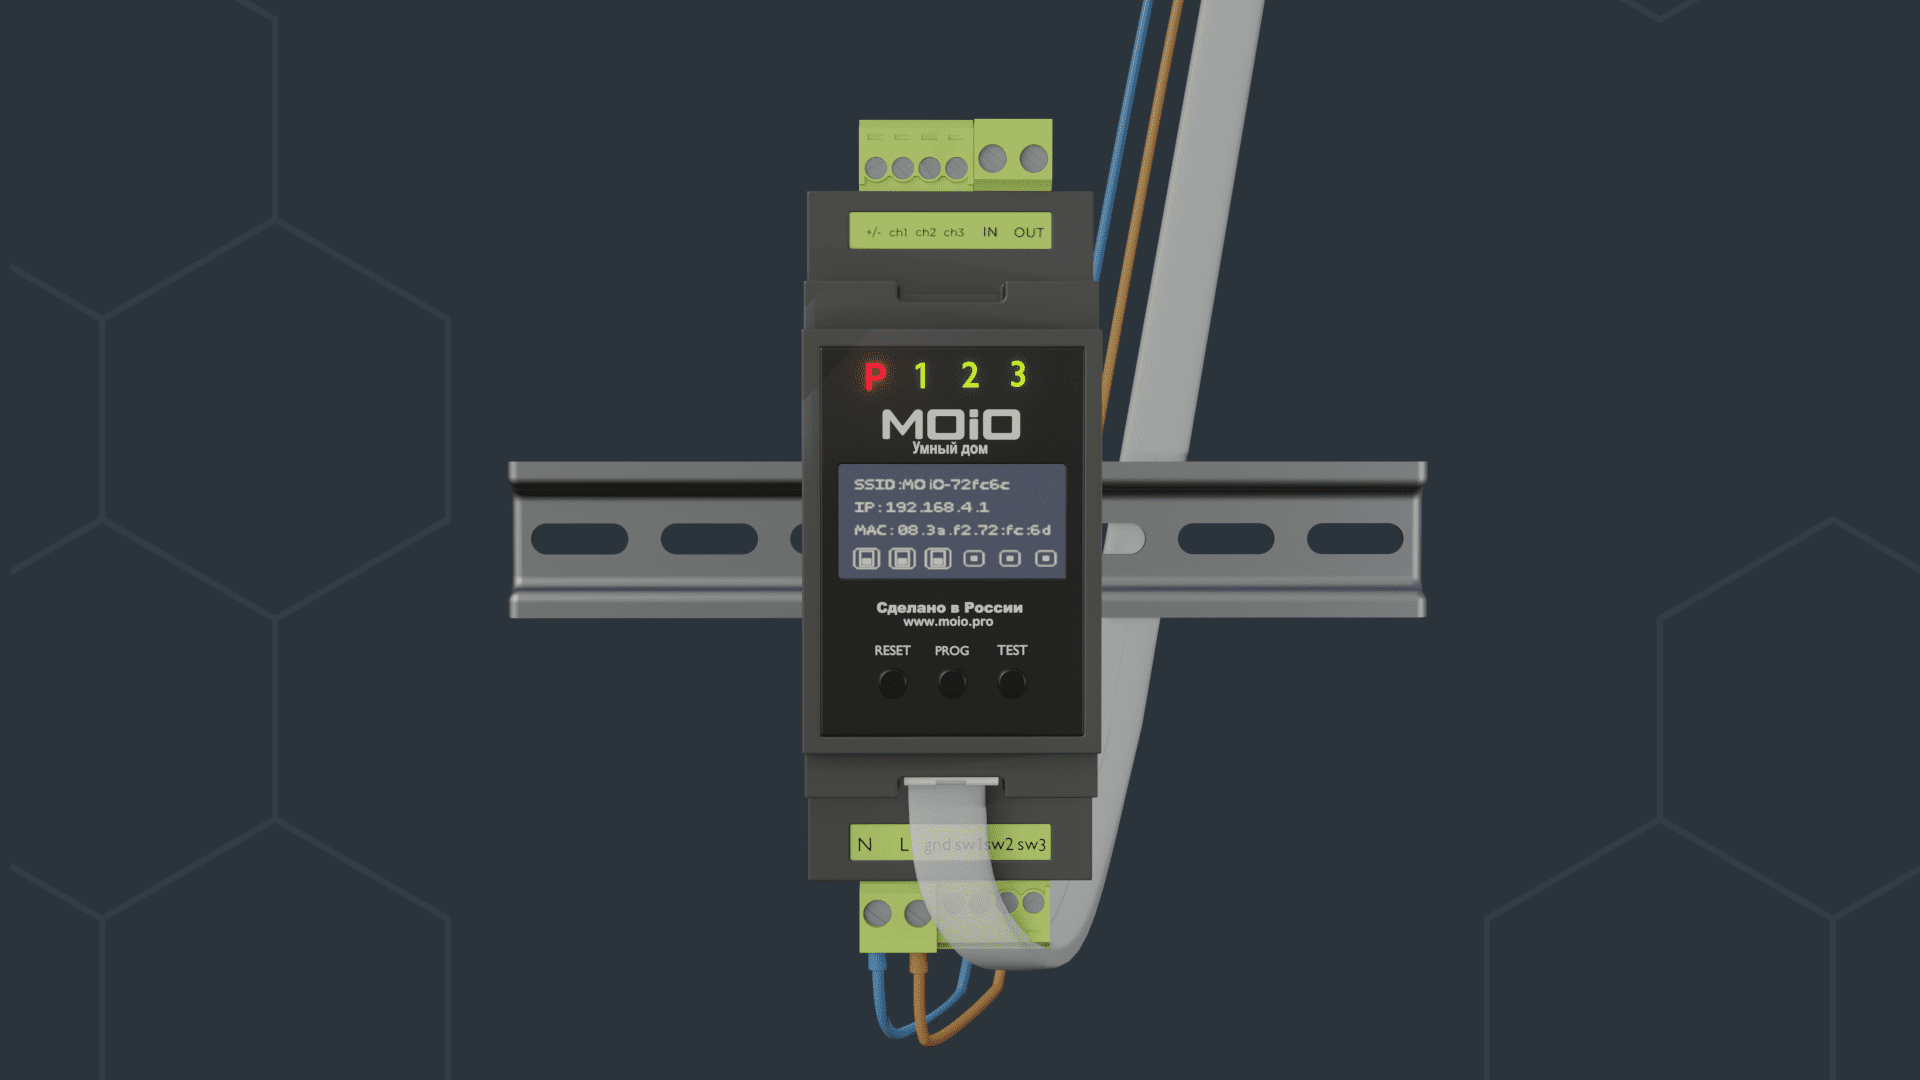 +/- ch1 ch2 ch3 IN OUT
P 1 2 3
MOiO
Умный дом
SSID:MOiO-72fc6c
IP:192.168.4.1
MAC:08.3a.f2.72:fc:6d
Сделано в России
www.moio.pro
RESET PROG TEST
N L gnd sw1 sw2 sw3